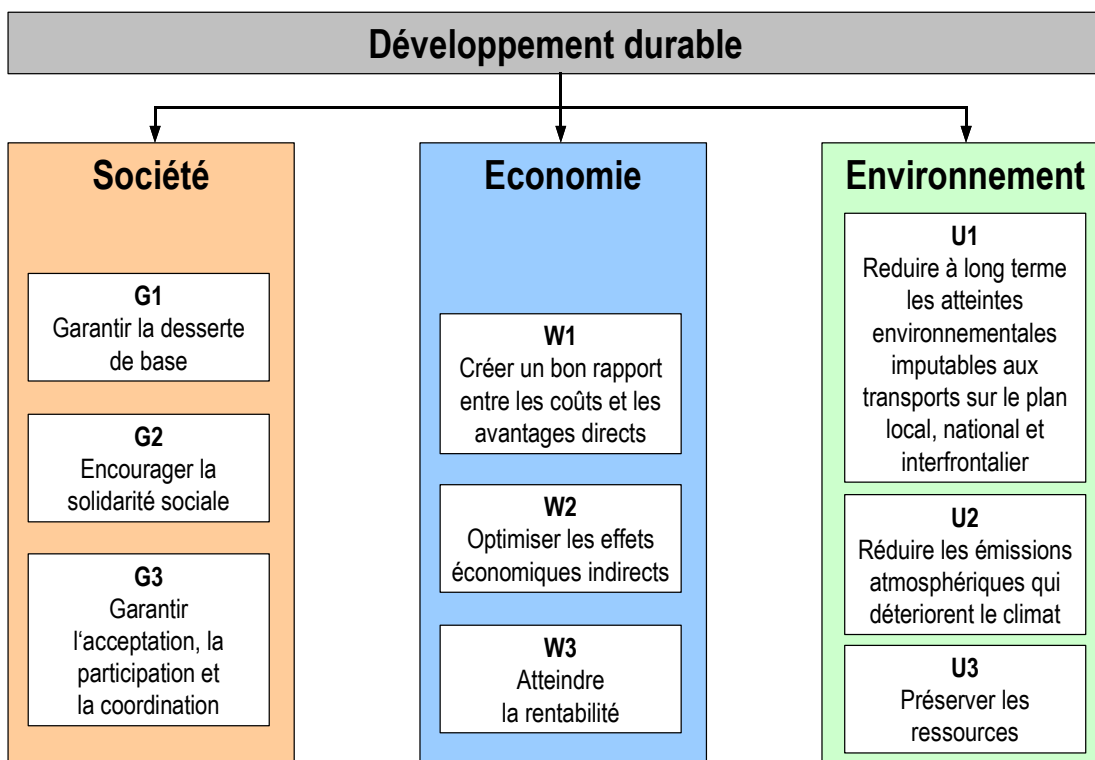 Développement durable
Société
G1
Garantir la desserte
de base
G2
Encourager la
solidarité sociale
G3
Garantir
l‘acceptation, la
participation et
la coordination
Economie
W1
Créer un bon rapport
entre les coûts et les
avantages directs
W2
Optimiser les effets
économiques indirects
W3
Atteindre
la rentabilité
Environnement
U1
Reduire à long terme
les atteintes
environnementales
imputables aux
transports sur le plan
local, national et
interfrontalier
U2
Réduire les émissions
atmosphériques qui
déteriorent le climat
U3
Préserver les
ressources